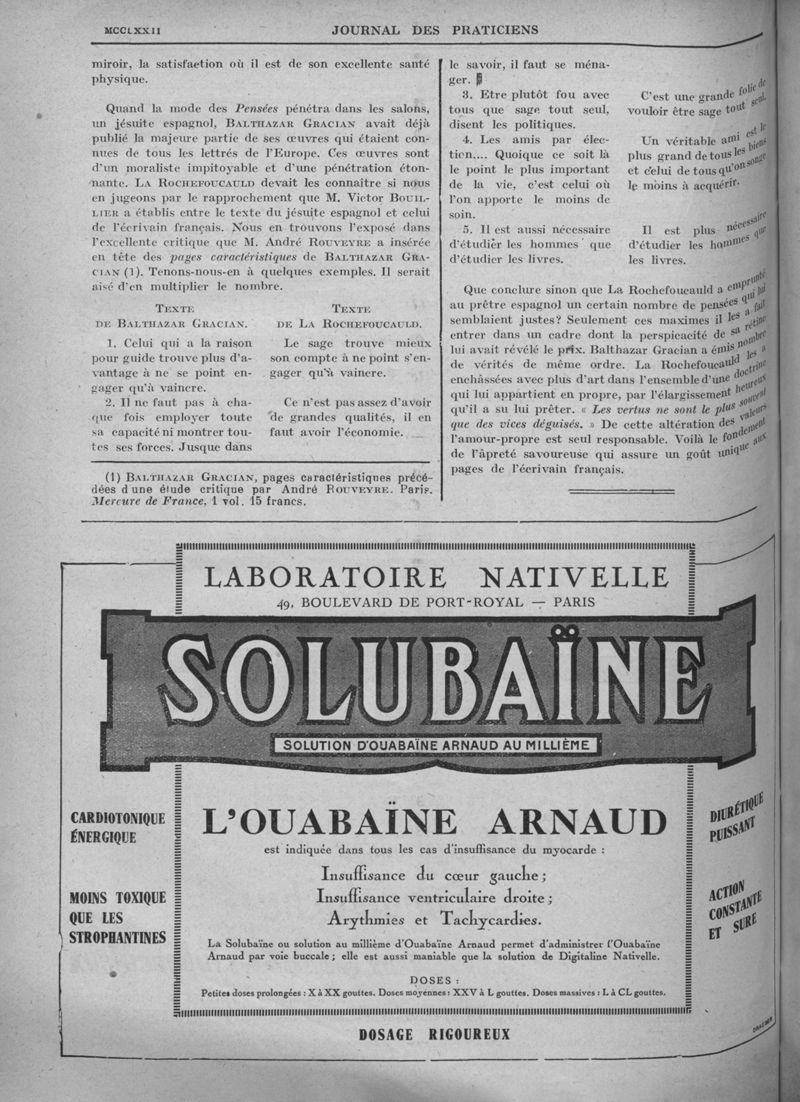 MCCLXXII
JOURNAL DES PRATICIENS
miroir, la satisfaction où il est de son excellente santé
physique.
Quand la mode des Pensées pénétra dans les salons,
un jésuite espagnol, BALTHAZAR GRACIAN avait déjà
publié la majeure partie de ses œuvres qui étaient con-
nues de tous les lettrés de l'Europe. Ces œuvres sont
d'un moraliste impitoyable et d'une pénétration éton-
nante. LA ROCHEFOUCAULD devait les connaître si nous
en jugeons par le rapprochement que M. Victor BOUIL-
LIER a établis entre le texte du jésuite espagnol et celui
de l'écrivain français. Nous en trouvons l'exposé dans
l'excellente critique que M. André ROUVEYRE a insérée
en tête des pages caractéristiques de BALTHAZAR GRA-
CIAN (1). Tenons-nous-en à quelques exemples. Il serait
aisé d'en multiplier le nombre.
TEXTE
DE BALTHAZAR GRACIAN.
TEXTE
DE LA ROCHEFOUCAULD.
1. Celui qui a la raison
pour guide trouve plus d'a-
vantage à ne se point en-
gager qu'à vaincre.
Le sage trouve mieux
son compte à ne point s'en-
gager qu'à vaincre.
2. Il ne faut pas à cha-
que fois employer toute
sa capacité ni montrer tou-
tes ses forces. Jusque dans
Ce n'est pas assez d'avoir
de grandes qualités, il en
faut avoir l'économie.
(1) BALTHAZAR GRACIAN, pages caractéristiques précé-
dées d'une étude critique par André ROUVEYRE. Paris.
Mercure de France, 1 vol. 15 francs.
le savoir, il faut se ména-
ger.
3. Etre plutôt fou avec
tous que sage tout seul,
disent les politiques.
C'est une grande folie de
vouloir être sage tout seul.
4. Les amis par élec-
tion.... Quoique ce soit là
le point le plus important
de la vie, c'est celui où
l'on apporte le moins de
soin.
Un véritable ami est le
plus grand de tous les biens
et celui de tous qu'on songe
le moins à acquérir.
5. Il est aussi nécessaire
d'étudier les hommes que
d'étudier les livres.
Il est plus nécessaire
d'étudier les hommes que
les livres.
Que conclure sinon que La Rochefoucauld a emprunté
au prêtre espagnol un certain nombre de pensées qui lui
semblaient justes? Seulement ces maximes il les a fait
entrer dans un cadre dont la perspicacité de sa rétine
lui avait révélé le prix. Balthazar Gracian a émis nombre
de vérités de même ordre. La Rochefoucauld les a
enchâssées avec plus d'art dans l'ensemble d'une doctrine
qui lui appartient en propre, par l'élargissement heureux
qu'il a su lui prêter. « Les vertus ne sont le plus souvent
que des vices déguisés. » De cette altération des valeurs
l'amour-propre est seul responsable. Voilà le fondement
de l'âpreté savoureuse qui assure un goût unique aux
pages de l'écrivain français.
LABORATOIRE NATIVELLE
49, BOULEVARD DE PORT-ROYAL — PARIS
SOLUBAÏNE
SOLUTION D'OUABAÏNE ARNAUD AU MILLIÈME
CARDIOTONIQUE
ÉNERGIQUE
MOINS TOXIQUE
QUE LES
STROPHANTINES
L'OUABAÏNE ARNAUD
est indiquée dans tous les cas d'insuffisance du myocarde :
Insuffisance du cœur gauche ;
Insuffisance ventriculaire droite ;
Arythmies et Tachycardies.
La Solubaïne ou solution au millième d'Ouabaïne Arnaud permet d'administrer l'Ouabaïne
Arnaud par voie buccale ; elle est aussi maniable que la solution de Digitaline Nativelle.
DOSES :
Petites doses prolongées : X à XX gouttes. Doses moyennes : XXV à L gouttes. Doses massives : L à CL gouttes.
DIURÉTIQUE
PUISSANT
ACTION
CONSTANTE
ET SURE
DOSAGE RIGOUREUX